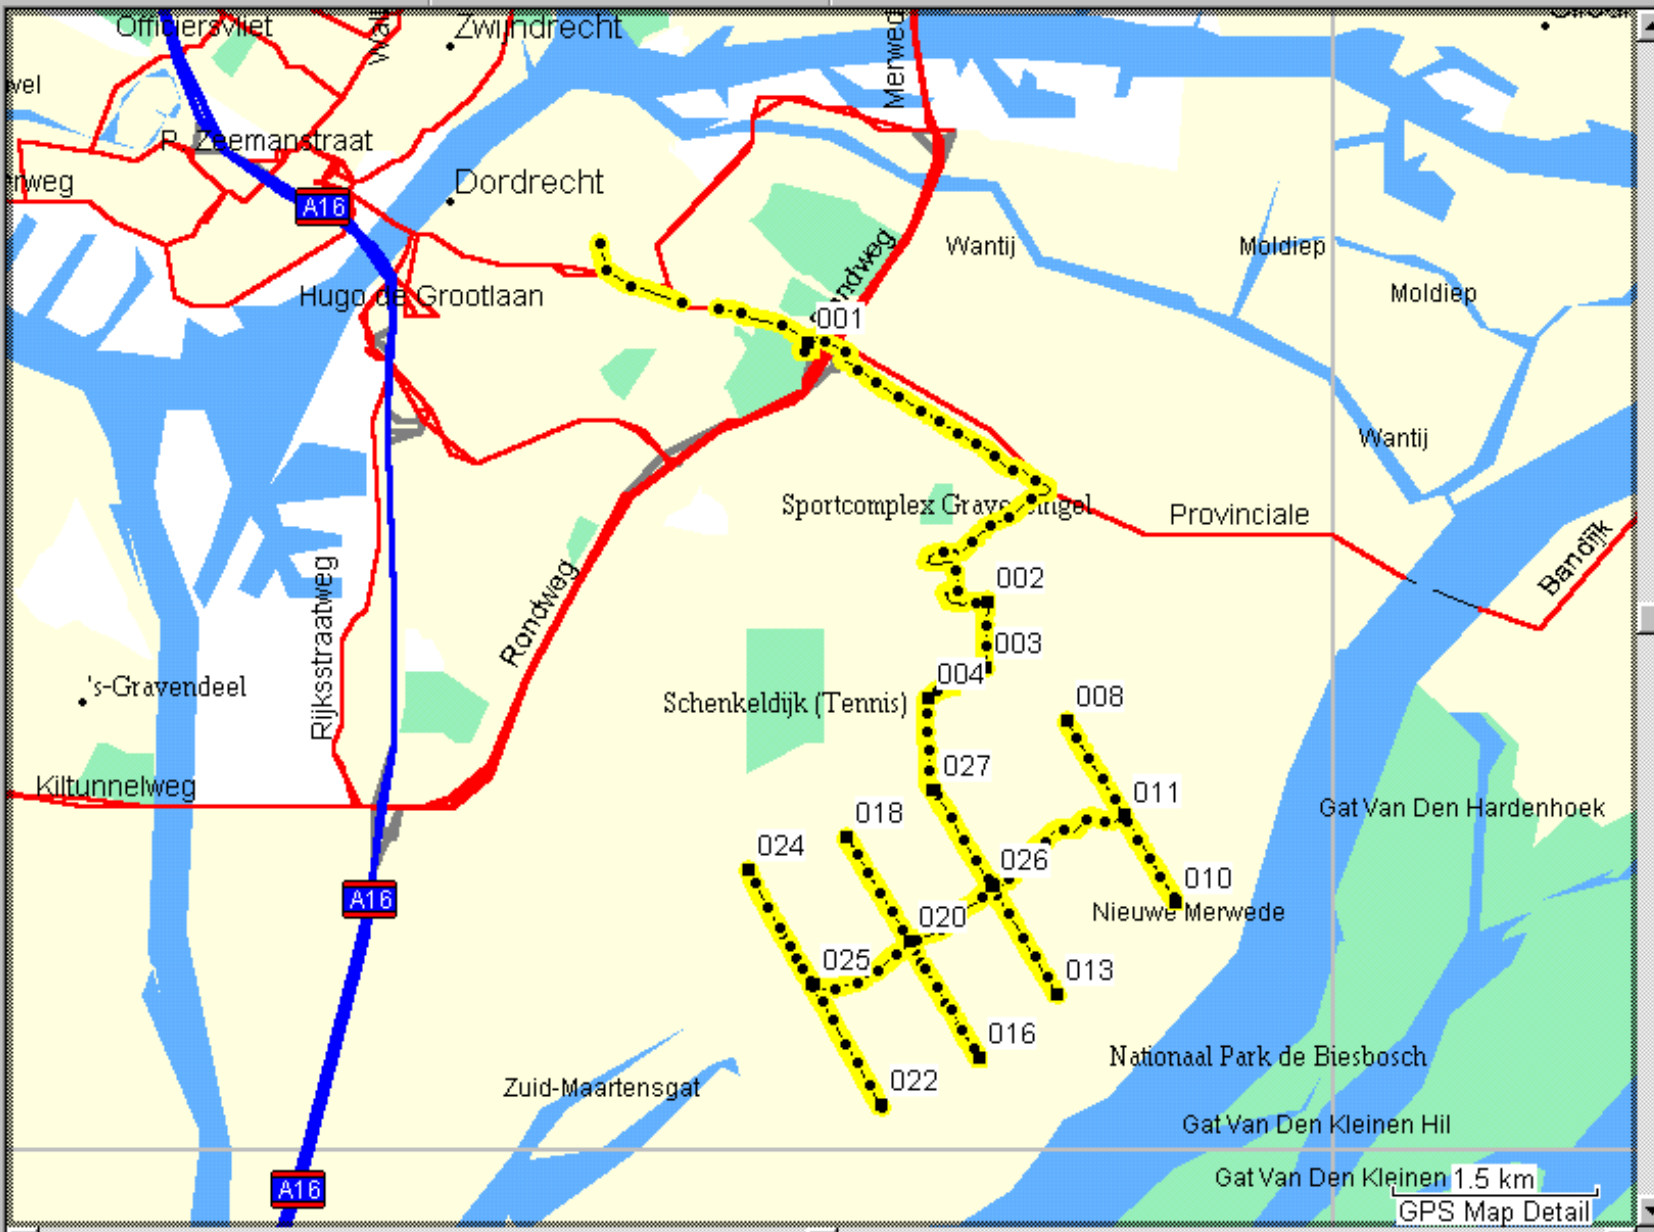 Officiersvliet
Zwijndrecht
P. Zeemanstraat
Dordrecht
A16
Hugo de Grootlaan
Rondweg
Wantij
Moldiep
Moldiep
001
Wantij
Sportcomplex
Provinciale
Bandijk
002
003
004
Rijksstraatweg
Rondweg
's-Gravendeel
Schenkeldijk (Tennis)
008
027
Kiltunnelweg
011
018
024
Gat Van Den Hardenhoek
026
010
A16
020
Nieuwe Merwede
025
013
016
Nationaal Park de Biesbosch
022
Zuid-Maartensgat
Gat Van Den Kleinen Hil
Gat Van Den Kleinen
1.5 km
A16
GPS Map Detail